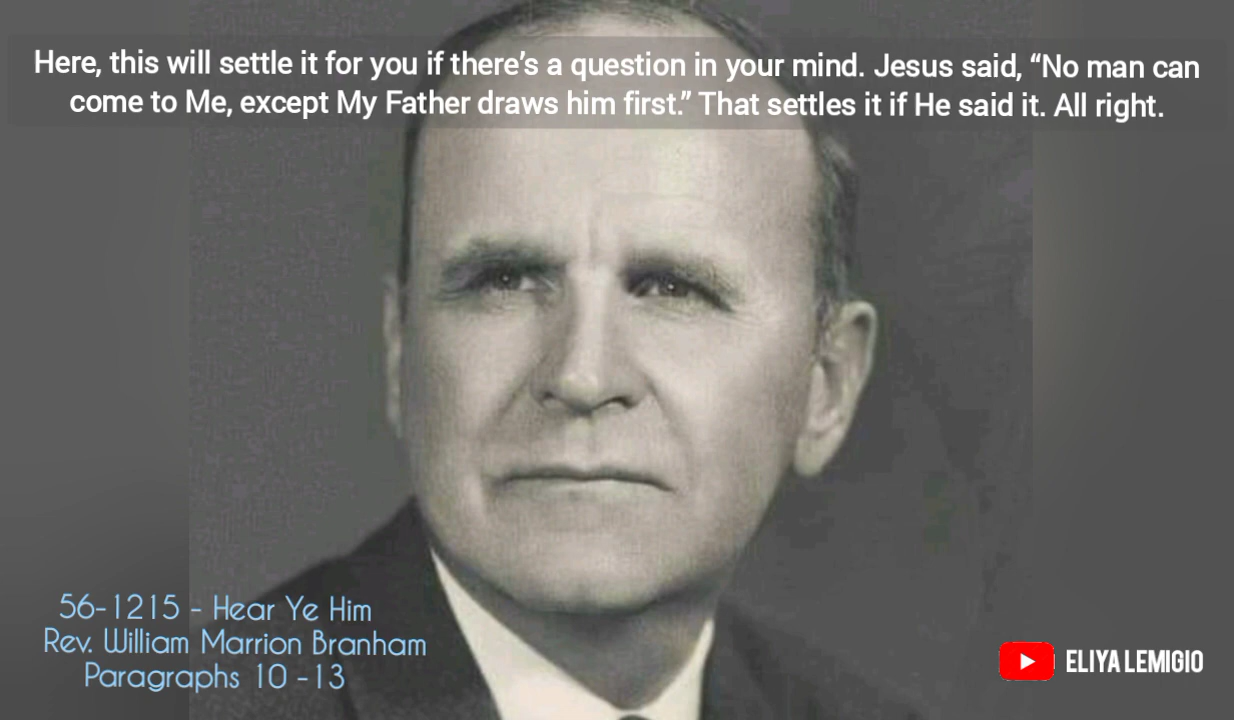 Here, this will settle it for you if there’s a question in your mind. Jesus said, “No man can
come to Me, except My Father draws him first.” That settles it if He said it. All right.
56-1215 - Hear Ye Him
Rev. William Marrion Branham
Paragraphs 10 -13
ELIYA LEMIGIO